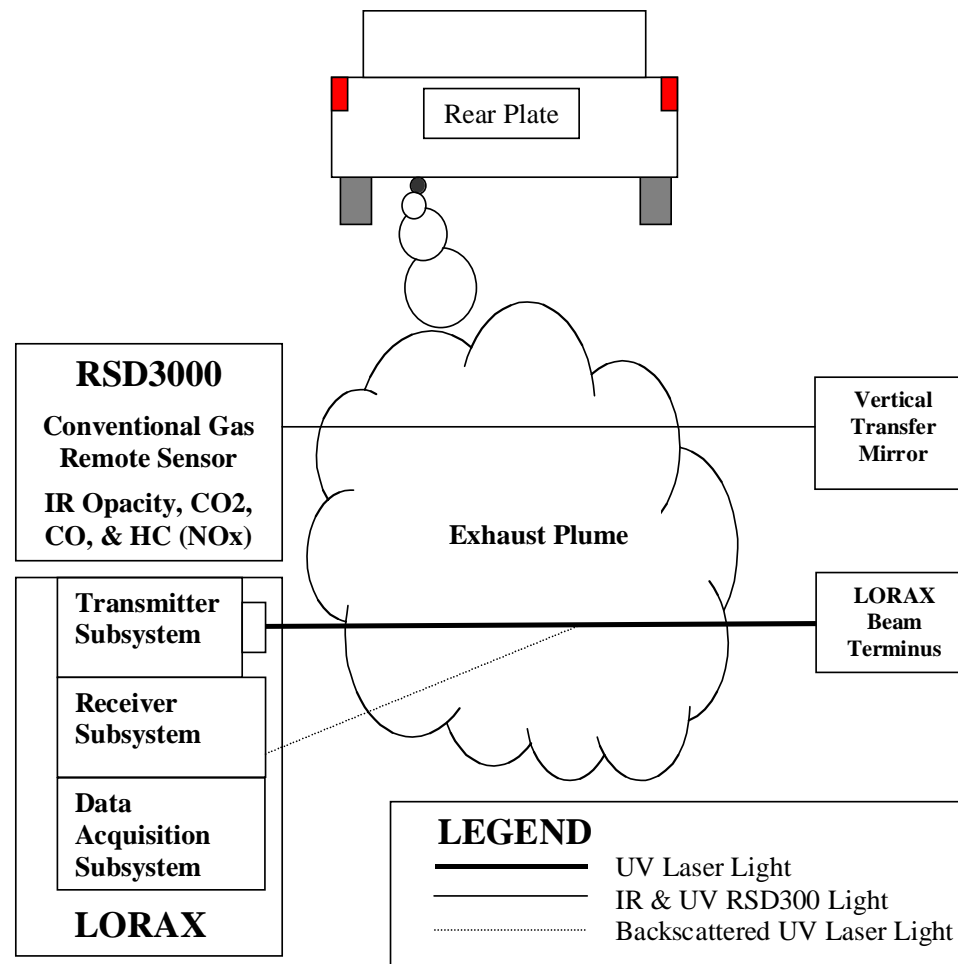 Rear Plate
RSD3000
Conventional Gas
Remote Sensor
IR Opacity, CO2,
CO, & HC (NOx)
Vertical
Transfer
Mirror
Exhaust Plume
Transmitter
Subsystem
LORAX
Beam
Terminus
Receiver
Subsystem
Data
Acquisition
Subsystem
LORAX
LEGEND
UV Laser Light
IR & UV RSD300 Light
Backscattered UV Laser Light